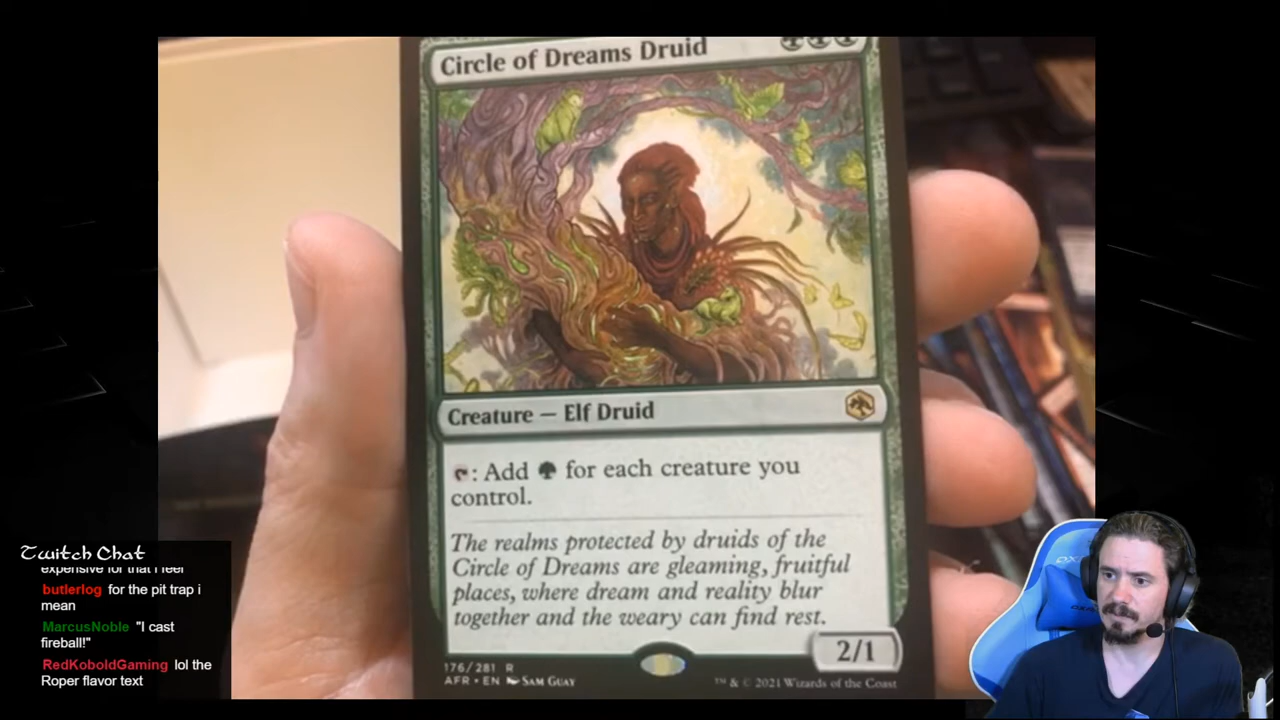 Circle of Dreams Druid
Creature — Elf Druid
: Add for each creature you
control.
The realms protected by druids of the
Circle of Dreams are gleaming, fruitful
places, where dream and reality blur
together and the weary can find rest.
2/1
176/281 R
AFR • EN SAM GUAY
™ & © 2021 Wizards of the Coast
Twitch Chat
expensive for that I feel
butlerlog for the pit trap i
mean
MarcusNoble "I cast
fireball!"
RedKoboldGaming lol the
Roper flavor text